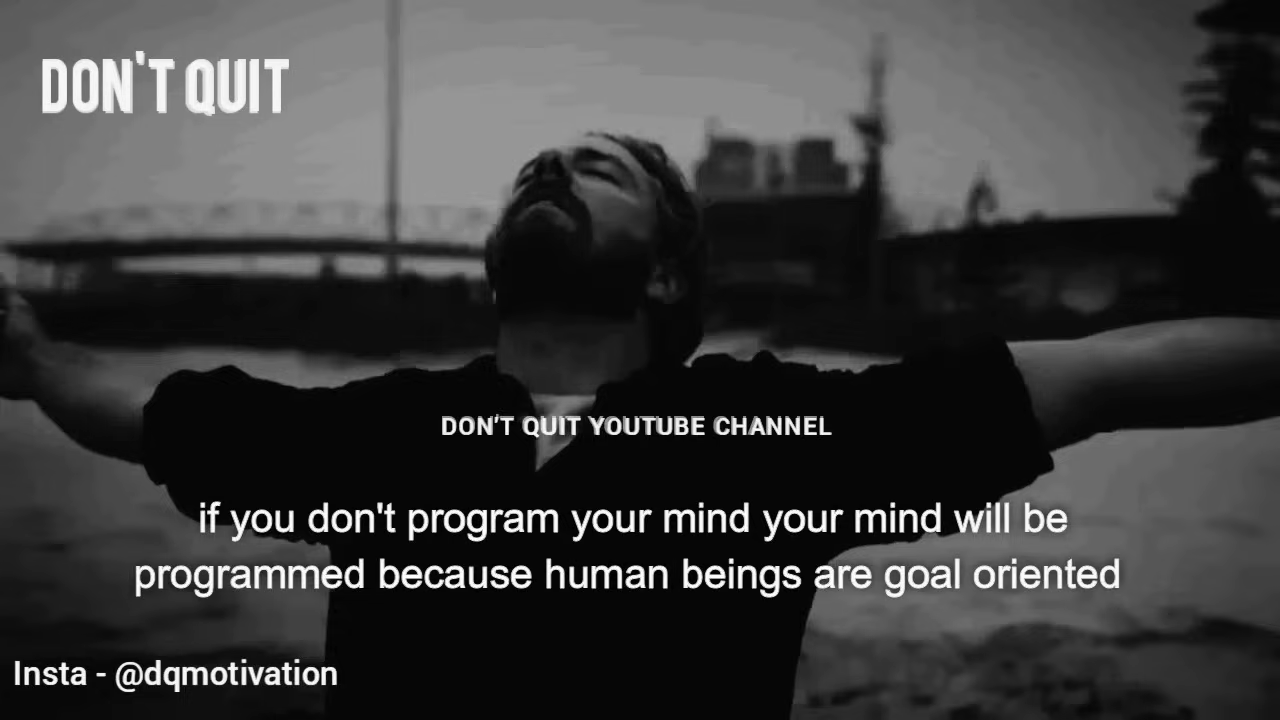 DON'T QUIT
DON'T QUIT YOUTUBE CHANNEL
if you don't program your mind your mind will be
programmed because human beings are goal oriented
Insta - @dqmotivation